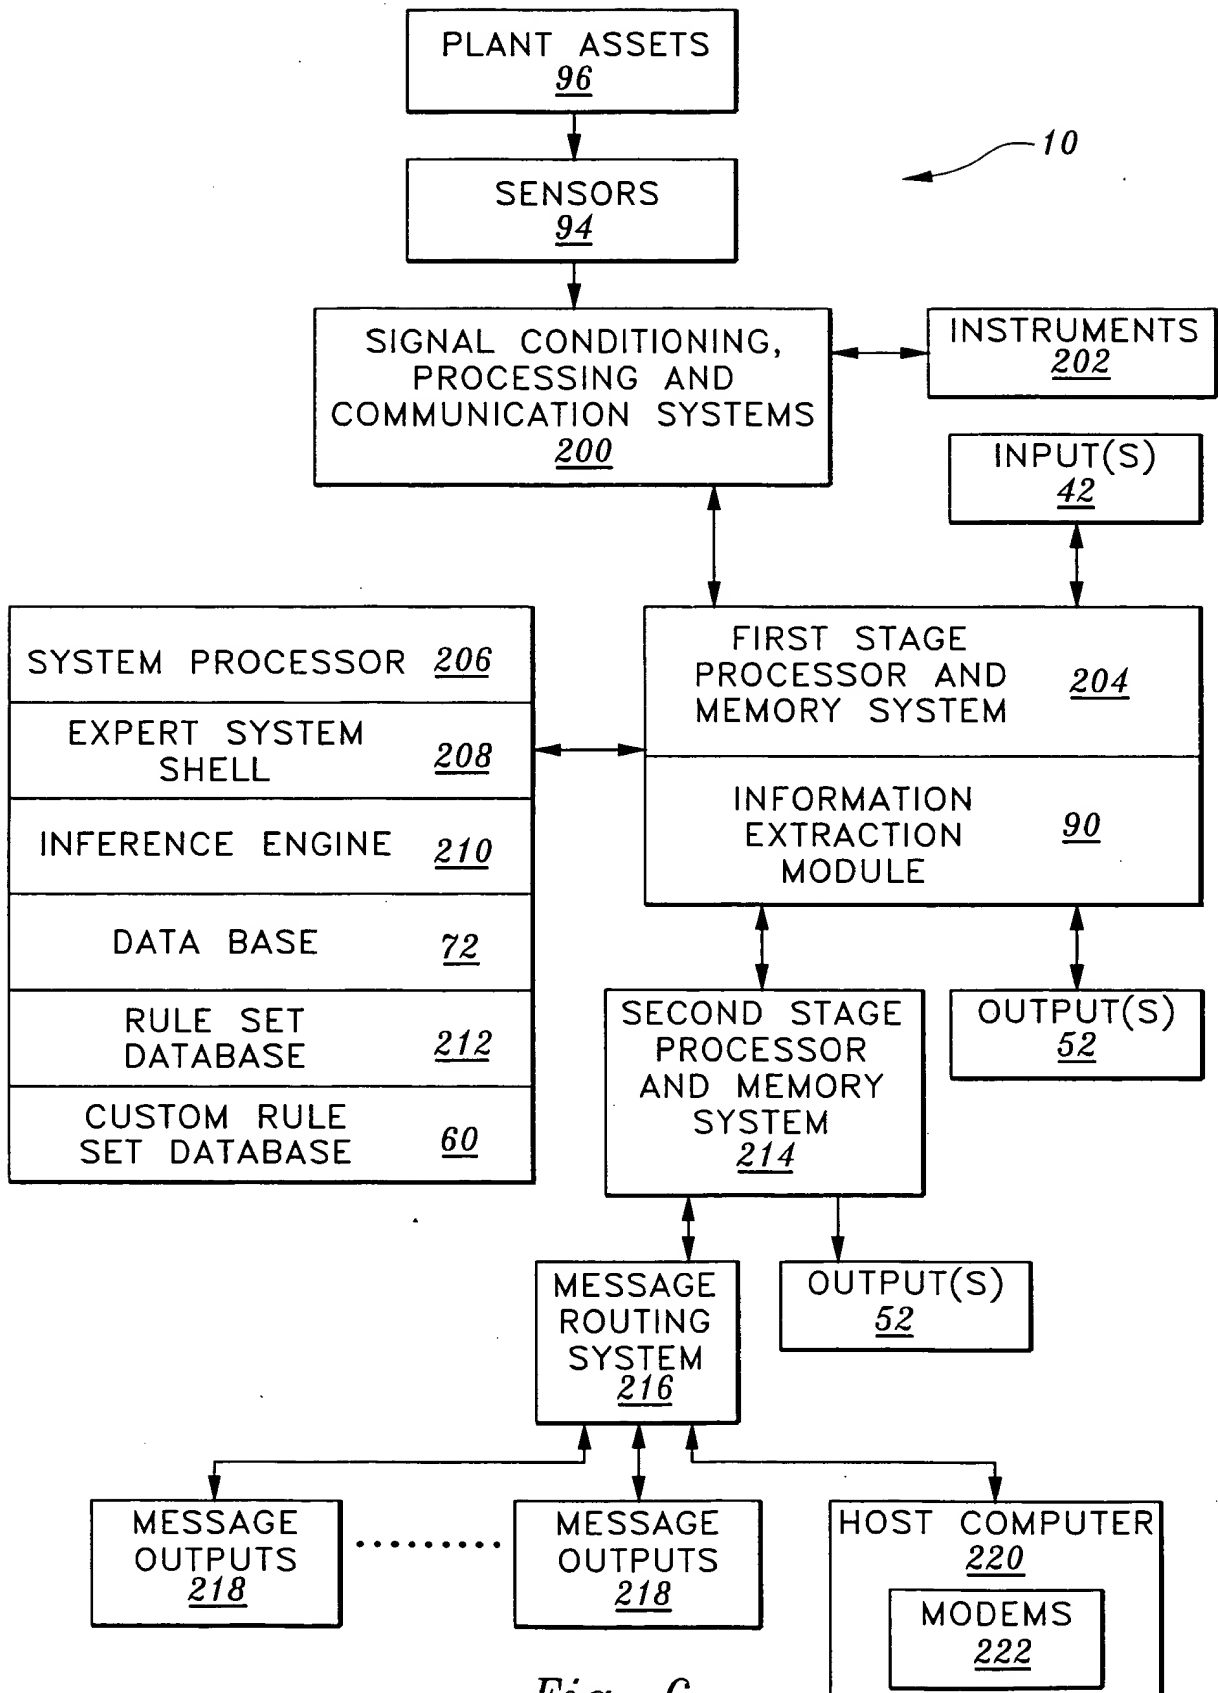 PLANT ASSETS
96
10
SENSORS
94
SIGNAL CONDITIONING,
PROCESSING AND
COMMUNICATION SYSTEMS
200
INSTRUMENTS
202
INPUT(S)
42
SYSTEM PROCESSOR 206
EXPERT SYSTEM
SHELL
208
INFERENCE ENGINE 210
DATA BASE 72
RULE SET
DATABASE
212
CUSTOM RULE
SET DATABASE
60
FIRST STAGE
PROCESSOR AND
MEMORY SYSTEM
204
INFORMATION
EXTRACTION
MODULE
90
SECOND STAGE
PROCESSOR
AND MEMORY
SYSTEM
214
OUTPUT(S)
52
MESSAGE
ROUTING
SYSTEM
216
OUTPUT(S)
52
MESSAGE
OUTPUTS
218
MESSAGE
OUTPUTS
218
HOST COMPUTER
220
MODEMS
222
Fig. 6